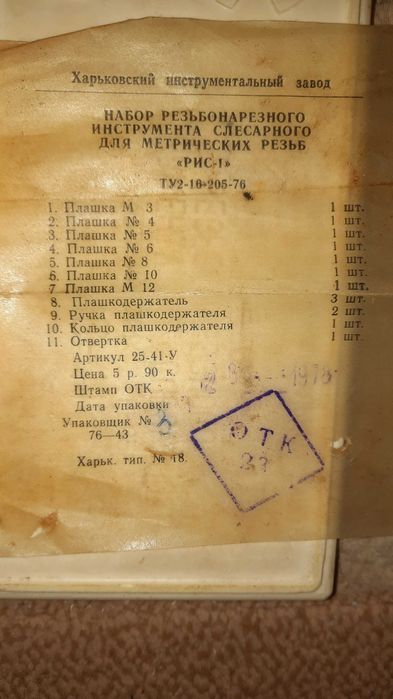 Харьковский инструментальный завод
НАБОР РЕЗЬБОНАРЕЗНОГО
ИНСТРУМЕНТА СЛЕСАРНОГО
ДЛЯ МЕТРИЧЕСКИХ РЕЗЬБ
«РИС-1»
ТУ2-16-205-76
1. Плашка М 3 1 шт.
2. Плашка № 4 1 шт.
3. Плашка № 5 1 шт.
4. Плашка № 6 1 шт.
5. Плашка № 8 1 шт.
6. Плашка № 10 1 шт.
7 Плашка М 12 1 шт.
8. Плашкодержатель 3 шт.
9. Ручка плашкодержателя 2 шт.
10. Кольцо плашкодержателя 1 шт.
11. Отвертка 1 шт.
Артикул 25-41-У
Цена 5 р. 90 к.
Штамп ОТК
Дата упаковки
Упаковщик № 3
76—43
ОТК
23
Харьк. тип. № 18.